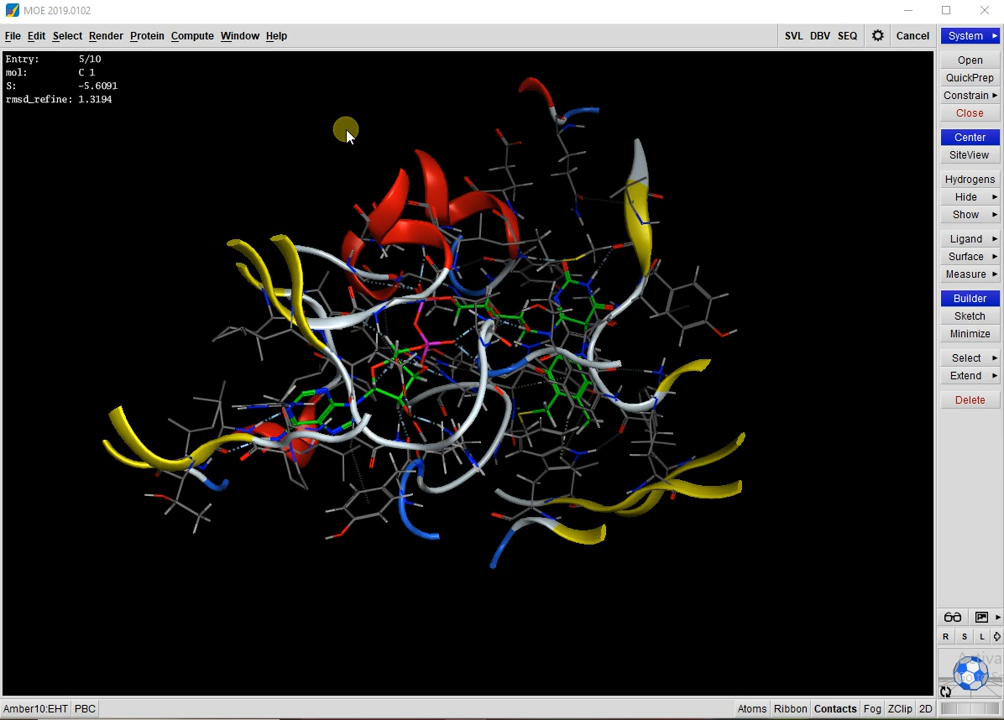 MOE 2019.0102
File Edit Select Render Protein Compute Window Help
SVL DBV SEQ Cancel
System
Entry: 5/10
mol: C 1
S: -5.6091
rmsd_refine: 1.3194
Open
QuickPrep
Constrain
Close
Center
SiteView
Hydrogens
Hide
Show
Ligand
Surface
Measure
Builder
Sketch
Minimize
Select
Extend
Delete
R S L
Amber10:EHT PBC
Atoms Ribbon Contacts Fog ZClip 2D